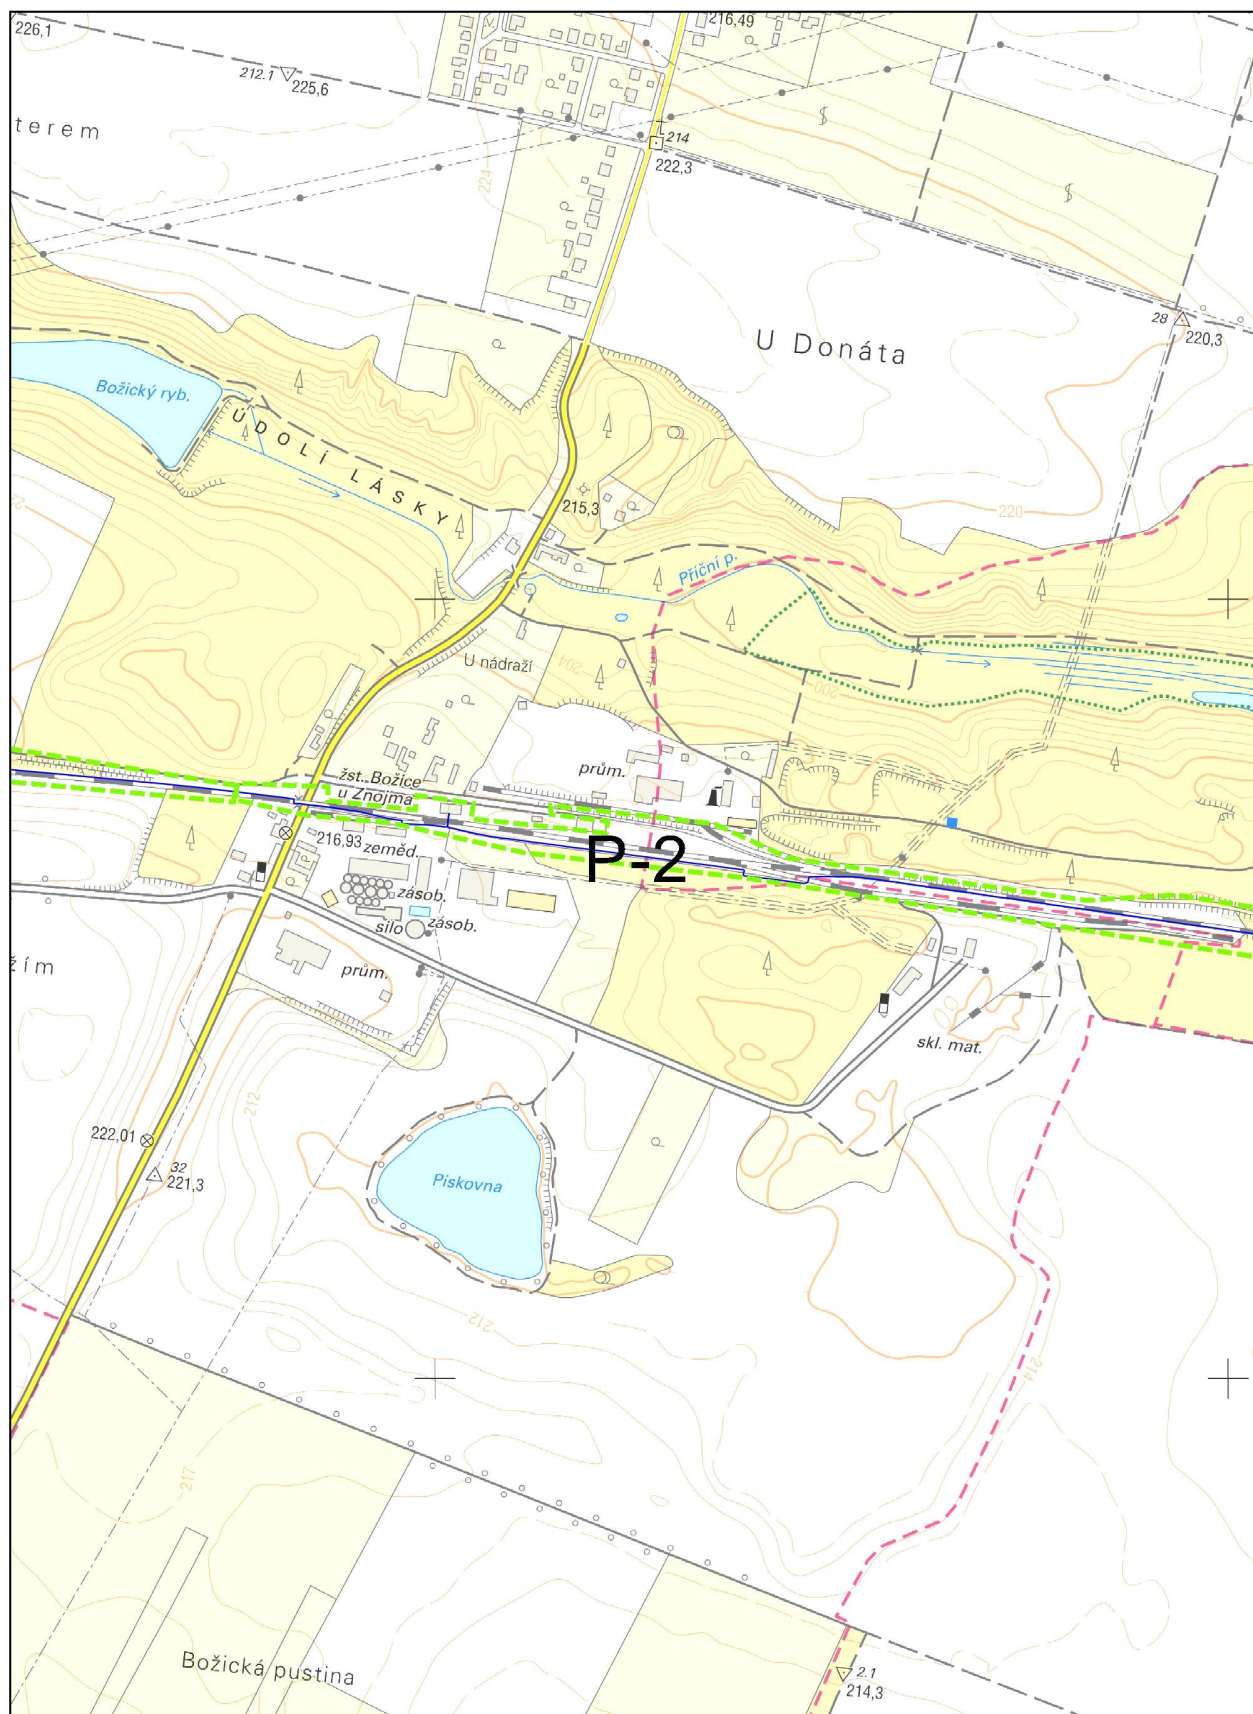 226,1
216,49
V.
212.1
225,6
terem
214
222,3
224
28
220,3
U Donáta
Božický ryb.
ÚDOLÍ LÁSKY
215,3
220
Příční p.
U nádraží
204
200
žst. Božice
u Znojma
prům.
P-2
216,93
zeměd.
zásob.
silo
zásob.
žím
prům.
skl. mat.
212
222,01
32
221,3
Pískovna
212
214
217
Božická pustina
2.1
214,3